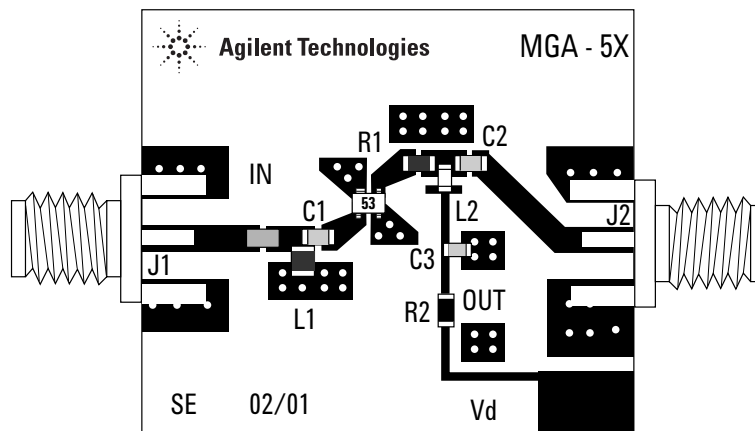 Agilent Technologies
MGA - 5X
R1
C2
IN
53
C1
L2
J2
J1
C3
L1
R2
OUT
SE
02/01
Vd